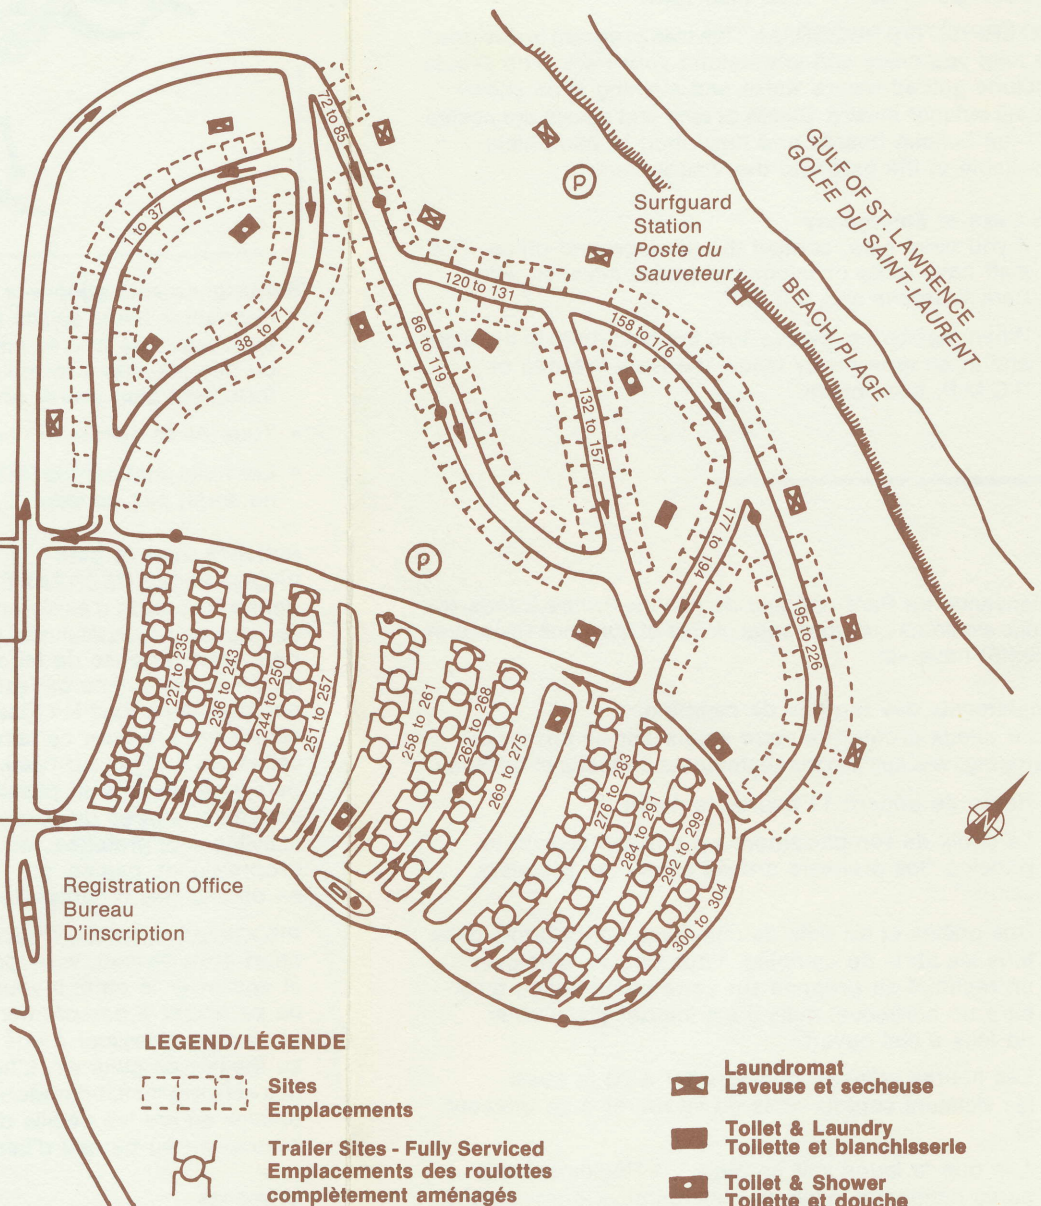 72 to 85
1 to 37
38 to 71
120 to 131
86 to 119
158 to 176
132 to 157
177 to 194
195 to 226
P
P
Surfguard
Station
Poste du
Sauveteur
GULF OF ST. LAWRENCE
GOLFE DU SAINT-LAURENT
BEACH/PLAGE
227 to 235
236 to 243
244 to 250
251 to 257
258 to 261
262 to 268
269 to 275
276 to 283
284 to 291
292 to 299
300 to 304
Registration Office
Bureau
D'inscription
LEGEND/LÉGENDE
Sites
Emplacements
Trailer Sites - Fully Serviced
Emplacements des roulottes
complètement aménagés
Laundromat
Laveuse et secheuse
Toilet & Laundry
Toilette et blanchisserie
Toilet & Shower
Toilette et douche